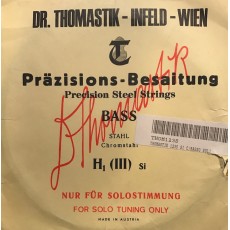 DR. THOMASTIK - INFELD - WIEN
Präzisions-Besaitung
Precision Steel Strings
BASS
STAHL
Chromstahl
H₁ (III) Si
NUR FÜR SOLOSTIMMUNG
FOR SOLO TUNING ONLY
MADE IN AUSTRIA